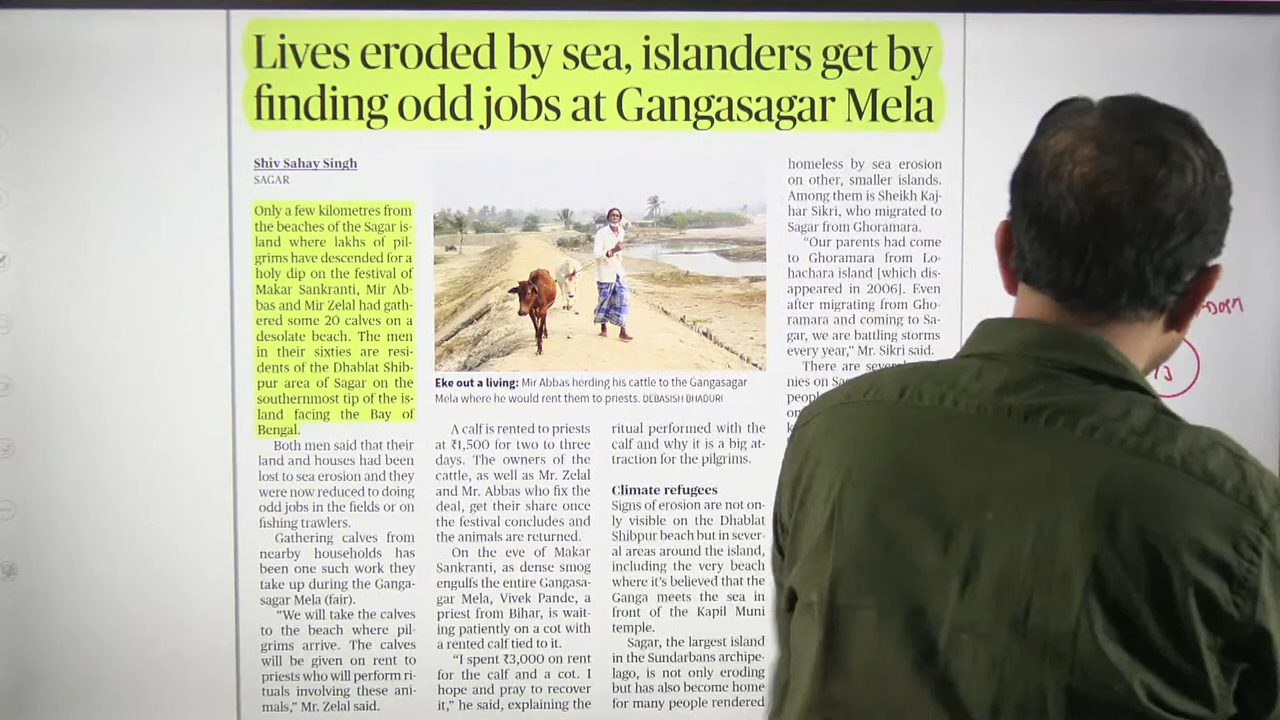 Lives eroded by sea, islanders get by
finding odd jobs at Gangasagar Mela
Shiv Sahay Singh
SAGAR
Only a few kilometres from
the beaches of the Sagar is-
land where lakhs of pil-
grims have descended for a
holy dip on the festival of
Makar Sankranti, Mir Ab-
bas and Mir Zelal had gath-
ered some 20 calves on a
desolate beach. The men
in their sixties are resi-
dents of the Dhablat Shib-
pur area of Sagar on the
southernmost tip of the is-
land facing the Bay of
Bengal.
Both men said that their
land and houses had been
lost to sea erosion and they
were now reduced to doing
odd jobs in the fields or on
fishing trawlers.
Gathering calves from
nearby households has
been one such work they
take up during the Ganga-
sagar Mela (fair).
"We will take the calves
to the beach where pil-
grims arrive. The calves
will be given on rent to
priests who will perform ri-
tuals involving these ani-
mals," Mr. Zelal said.
Eke out a living: Mir Abbas herding his cattle to the Gangasagar
Mela where he would rent them to priests. DEBASISH BHADURI
A calf is rented to priests
at ₹1,500 for two to three
days. The owners of the
cattle, as well as Mr. Zelal
and Mr. Abbas who fix the
deal, get their share once
the festival concludes and
the animals are returned.
On the eve of Makar
Sankranti, as dense smog
engulfs the entire Gangasa-
gar Mela, Vivek Pande, a
priest from Bihar, is wait-
ing patiently on a cot with
a rented calf tied to it.
"I spent ₹3,000 on rent
for the calf and a cot. I
hope and pray to recover
it," he said, explaining the
ritual performed with the
calf and why it is a big at-
traction for the pilgrims.
Climate refugees
Signs of erosion are not on-
ly visible on the Dhablat
Shibpur beach but in sever-
al areas around the island,
including the very beach
where it's believed that the
Ganga meets the sea in
front of the Kapil Muni
temple.
Sagar, the largest island
in the Sundarbans archipe-
lago, is not only eroding
but has also become home
for many people rendered
homeless by sea erosion
on other, smaller islands.
Among them is Sheikh Kaj-
har Sikri, who migrated to
Sagar from Ghoramara.
"Our parents had come
to Ghoramara from Lo-
hachara island [which dis-
appeared in 2006]. Even
after migrating from Gho-
ramara and coming to Sa-
gar, we are battling storms
every year," Mr. Sikri said.
There are
on Sa